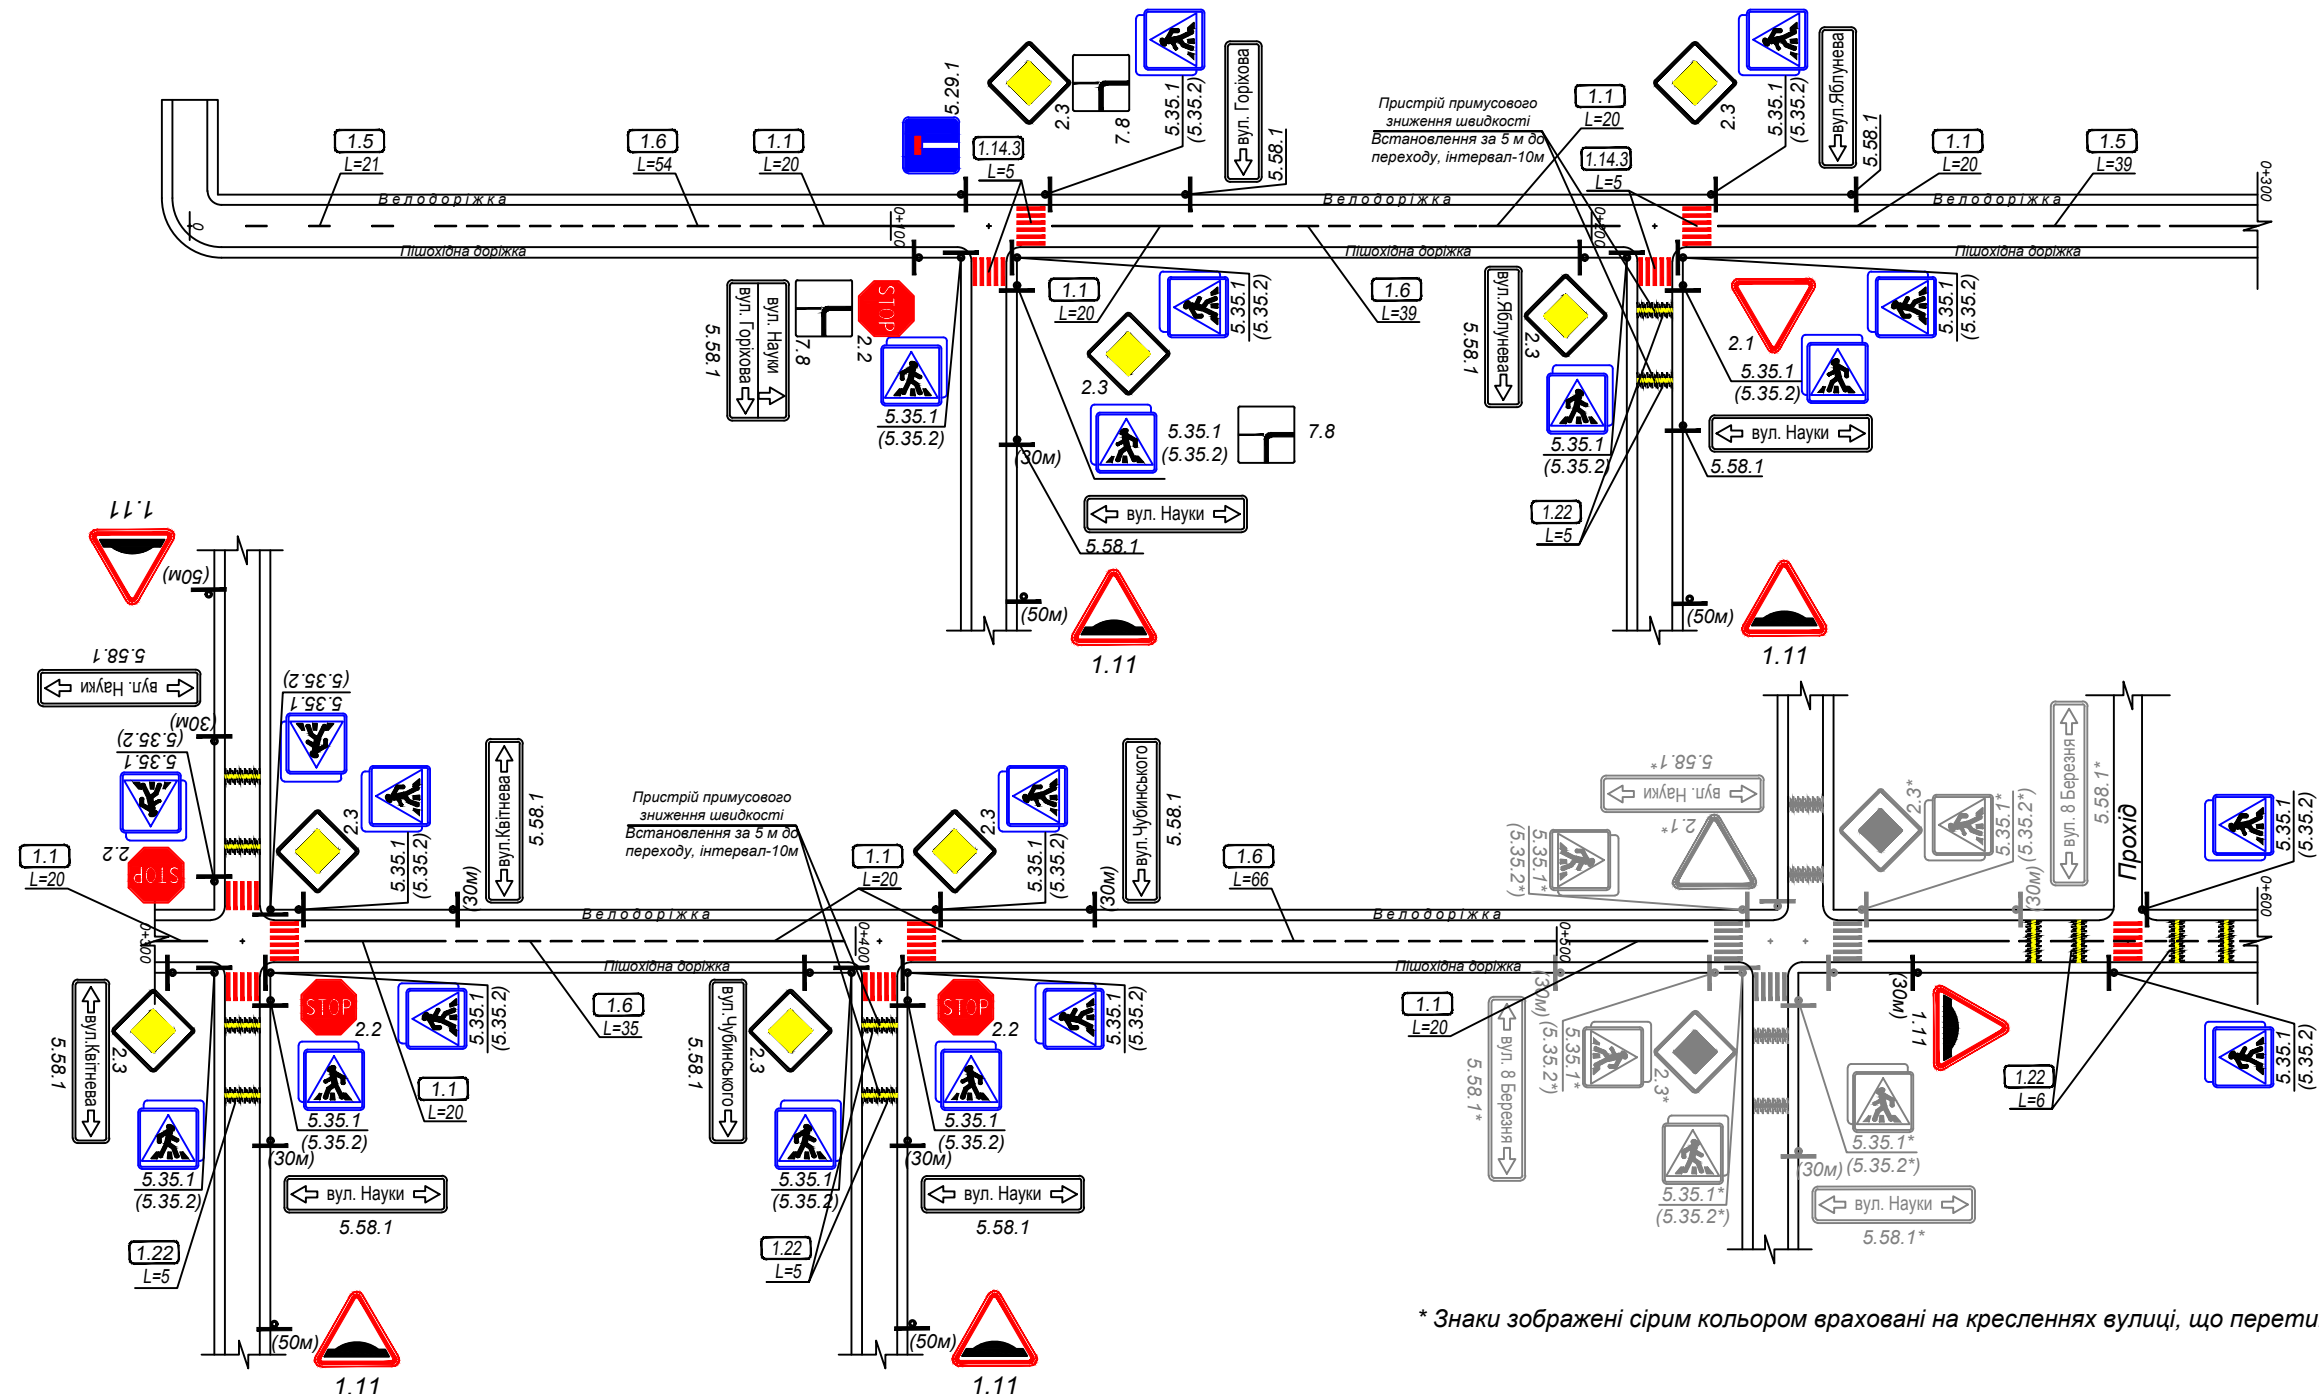 5.29.1
2.3
7.8
5.35.1
(5.35.2)
вул. Горіхова
5.58.1
1.5
L=21
1.6
L=54
1.1
L=20
1.14.3
L=5
Пристрій примусового
зниження швидкості
Встановлення за 5 м до
переходу, інтервал-10м
1.1
L=20
1.14.3
L=5
2.3
5.35.1
(5.35.2)
вул.Яблунева
5.58.1
1.1
L=20
1.5
L=39
0+300
Велодоріжка
Велодоріжка
Велодоріжка
0
0+100
0+200
Пішохідна доріжка
Пішохідна доріжка
Пішохідна доріжка
5.58.1
вул. Горіхова
вул. Науки
7.8
STOP
2.2
5.35.1
(5.35.2)
1.1
L=20
5.35.1
(5.35.2)
2.3
5.35.1
(5.35.2)
7.8
(30м)
вул. Науки
5.58.1
(50м)
1.11
1.6
L=39
5.58.1
вул.Яблунева
2.3
5.35.1
(5.35.2)
1.22
L=5
2.1
5.35.1
(5.35.2)
5.35.1
(5.35.2)
вул. Науки
5.58.1
(50м)
1.11
1.11
(50м)
5.58.1
вул. Науки
(30м)
5.35.1
(5.35.2)
5.35.1
(5.35.2)
2.2
STOP
1.1
L=20
2.3
5.35.1
(5.35.2)
вул.Квітнева
5.58.1
(30м)
Пристрій примусового
зниження швидкості
Встановлення за 5 м до
переходу, інтервал-10м
1.1
L=20
2.3
5.35.1
(5.35.2)
вул.Чубинського
5.58.1
(30м)
1.6
L=66
5.58.1*
вул. Науки
2.1*
5.35.1*
(5.35.2*)
2.3*
5.35.1*
(5.35.2*)
(30м)
вул. 8 Березня
5.58.1*
Прохід
5.35.1
(5.35.2)
0+600
0+300
Велодоріжка
0+400
Велодоріжка
0+500
Пішохідна доріжка
Пішохідна доріжка
5.58.1
вул.Квітнева
2.3
5.35.1
(5.35.2)
1.22
L=5
STOP
2.2
5.35.1
(5.35.2)
5.35.1
(5.35.2)
(30м)
вул. Науки
5.58.1
(50м)
1.11
1.6
L=35
1.1
L=20
5.58.1
вул.Чубинського
2.3
5.35.1
(5.35.2)
1.22
L=5
STOP
2.2
5.35.1
(5.35.2)
5.35.1
(5.35.2)
(30м)
вул. Науки
5.58.1
(50м)
1.11
1.1
L=20
5.58.1*
вул. 8 Березня
(30м)
5.35.1*
(5.35.2*)
2.3*
5.35.1*
(5.35.2*)
5.35.1*
(5.35.2*)
(30м)
вул. Науки
5.58.1*
(30м)
1.11
1.22
L=6
5.35.1
(5.35.2)
* Знаки зображені сірим кольором враховані на кресленнях вулиці, що перети